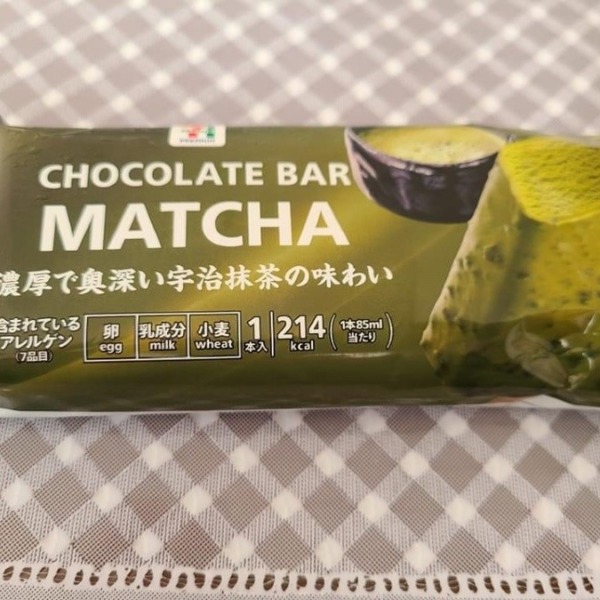 CHOCOLATE BAR
MATCHA
濃厚で奥深い宇治抹茶の味わい
含まれている
アレルゲン
(7品目)
卵
egg
乳成分
milk
小麦
wheat
1
本入
214
kcal
(1本85ml
当たり)